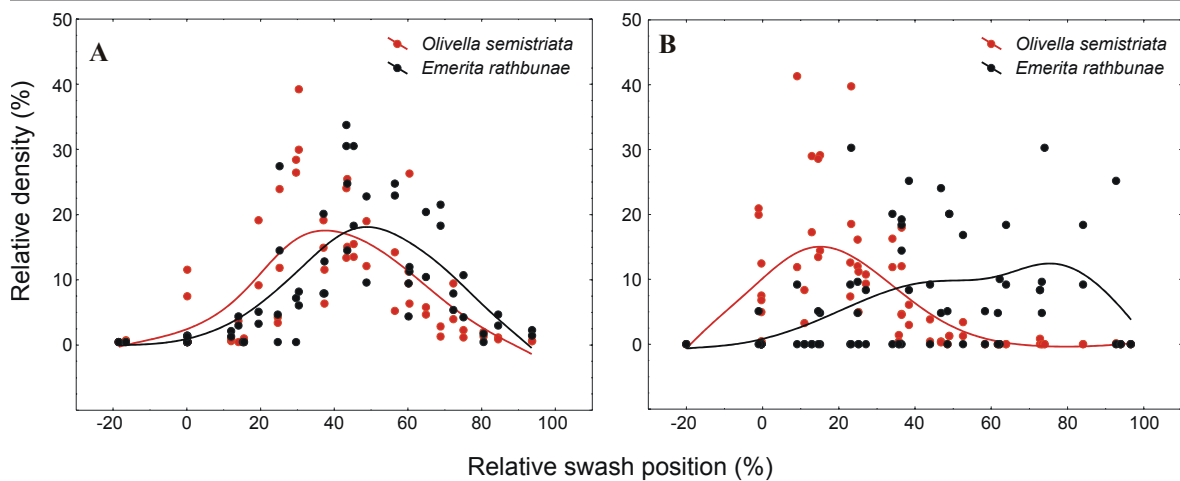 Relative density (%)
50
40
30
20
10
0
A
Olivella semistriata
Emerita rathbunae
-20 0 20 40 60 80 100
50
40
30
20
10
0
B
Olivella semistriata
Emerita rathbunae
-20 0 20 40 60 80 100
Relative swash position (%)